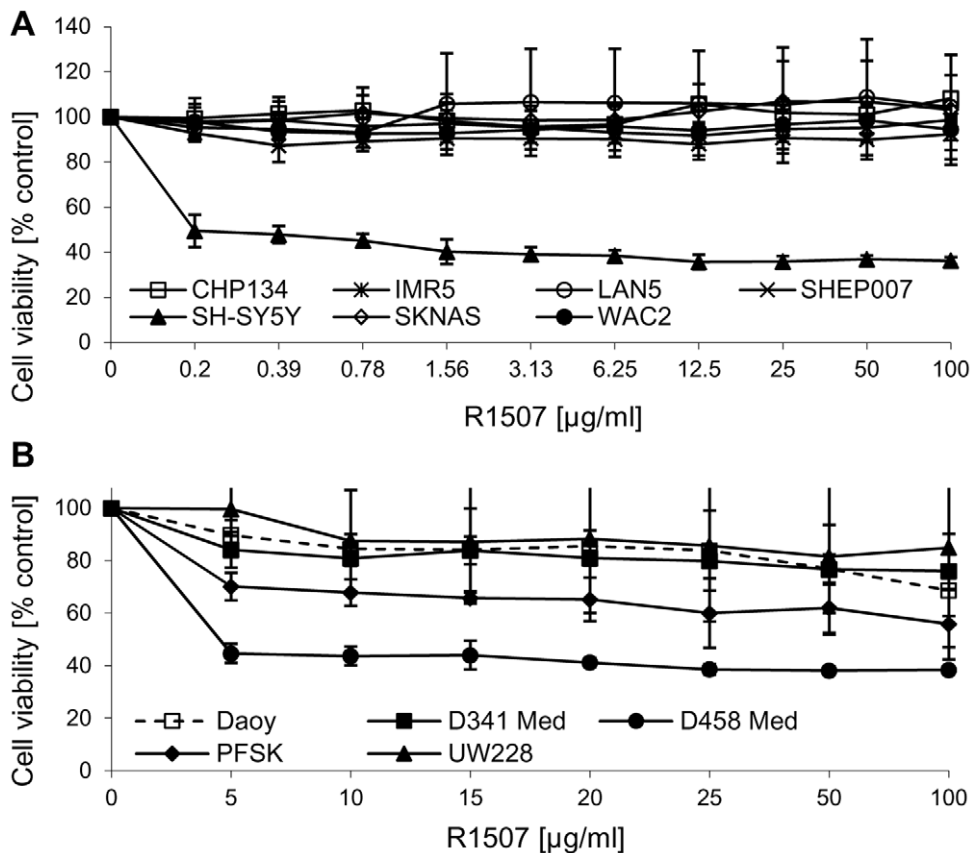 A
140
120
100
80
60
40
20
0
Cell viability [% control]
CHP134 IMR5 LAN5 SHEP007
SH-SY5Y SKNAS WAC2
0 0.2 0.39 0.78 1.56 3.13 6.25 12.5 25 50 100
R1507 [µg/ml]
B
100
80
60
40
20
0
Cell viability [% control]
Daoy D341 Med D458 Med
PFSK UW228
0 5 10 15 20 25 50 100
R1507 [µg/ml]